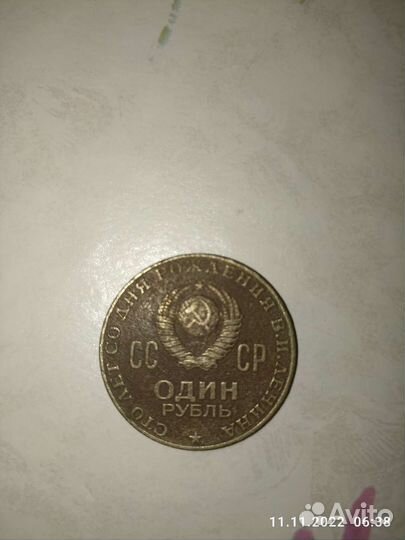 СТО ЛЕТ СО ДНЯ РОЖДЕНИЯ В.И.ЛЕНИНА
СС СР
ОДИН
РУБЛЬ
Avito
11.11.2022 06:38